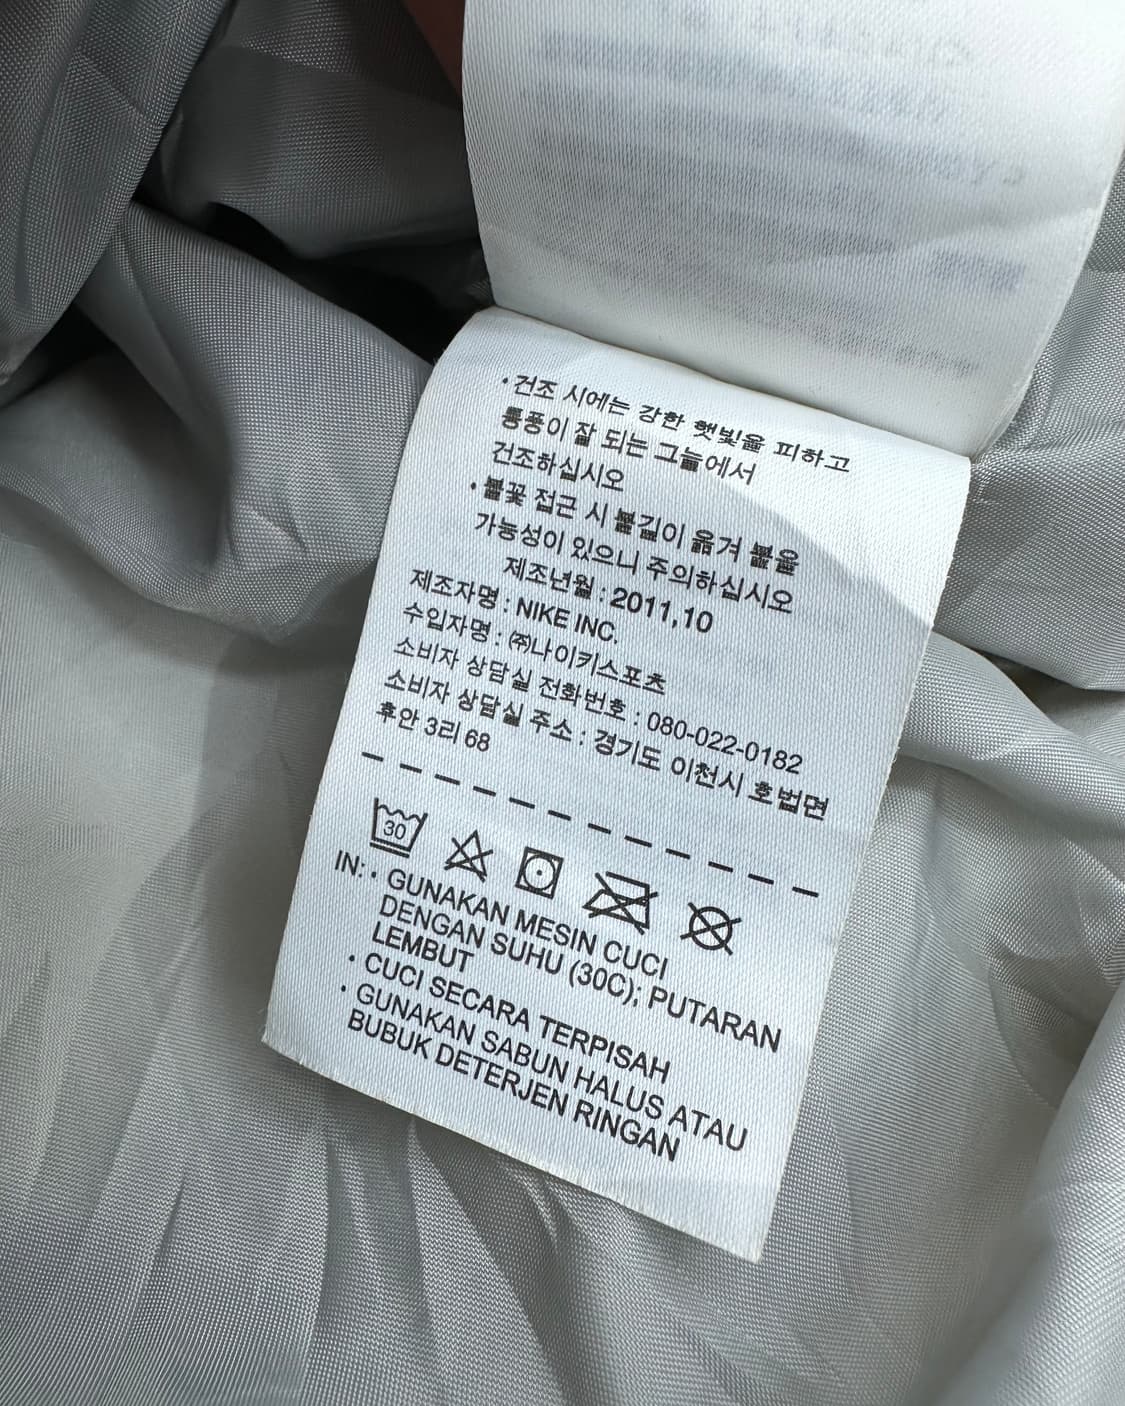 · 건조 시에는 강한 햇빛을 피하고
통풍이 잘 되는 그늘에서
건조하십시오
· 불꽃 접근 시 불길이 옮겨 붙을
가능성이 있으니 주의하십시오
제조년월 : 2011,10
제조자명 : NIKE INC.
수입자명 : ㈜나이키스포츠
소비자 상담실 전화번호 : 080-022-0182
소비자 상담실 주소 : 경기도 이천시 호법면
후안 3리 68
30
IN: · GUNAKAN MESIN CUCI
DENGAN SUHU (30C); PUTARAN
LEMBUT
· CUCI SECARA TERPISAH
· GUNAKAN SABUN HALUS ATAU
BUBUK DETERJEN RINGAN